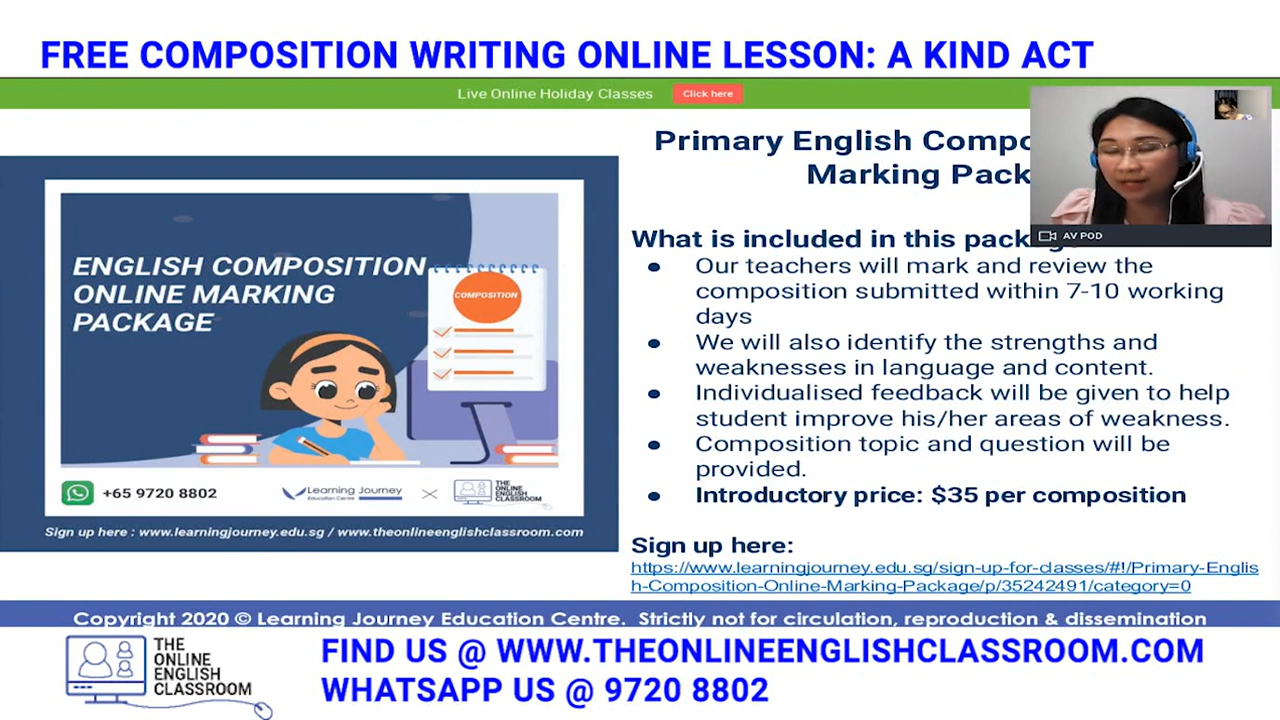 FREE COMPOSITION WRITING ONLINE LESSON: A KIND ACT
Live Online Holiday Classes
Click here
Primary English Compo
Marking Pack
AV POD
What is included in this pack
● Our teachers will mark and review the
composition submitted within 7-10 working
days
● We will also identify the strengths and
weaknesses in language and content.
● Individualised feedback will be given to help
student improve his/her areas of weakness.
● Composition topic and question will be
provided.
● Introductory price: $35 per composition
Sign up here:
https://www.learningjourney.edu.sg/sign-up-for-classes/#!/Primary-Englis
h-Composition-Online-Marking-Package/p/35242491/category=0
ENGLISH COMPOSITION
ONLINE MARKING
PACKAGE
COMPOSITION
+65 9720 8802
Learning Journey
Education Centre
THE
ONLINE
ENGLISH
CLASSROOM
Sign up here : www.learningjourney.edu.sg / www.theonlineenglishclassroom.com
Copyright 2020 © Learning Journey Education Centre. Strictly not for circulation, reproduction & dissemination
THE
ONLINE
ENGLISH
CLASSROOM
FIND US @ WWW.THEONLINEENGLISHCLASSROOM.COM
WHATSAPP US @ 9720 8802